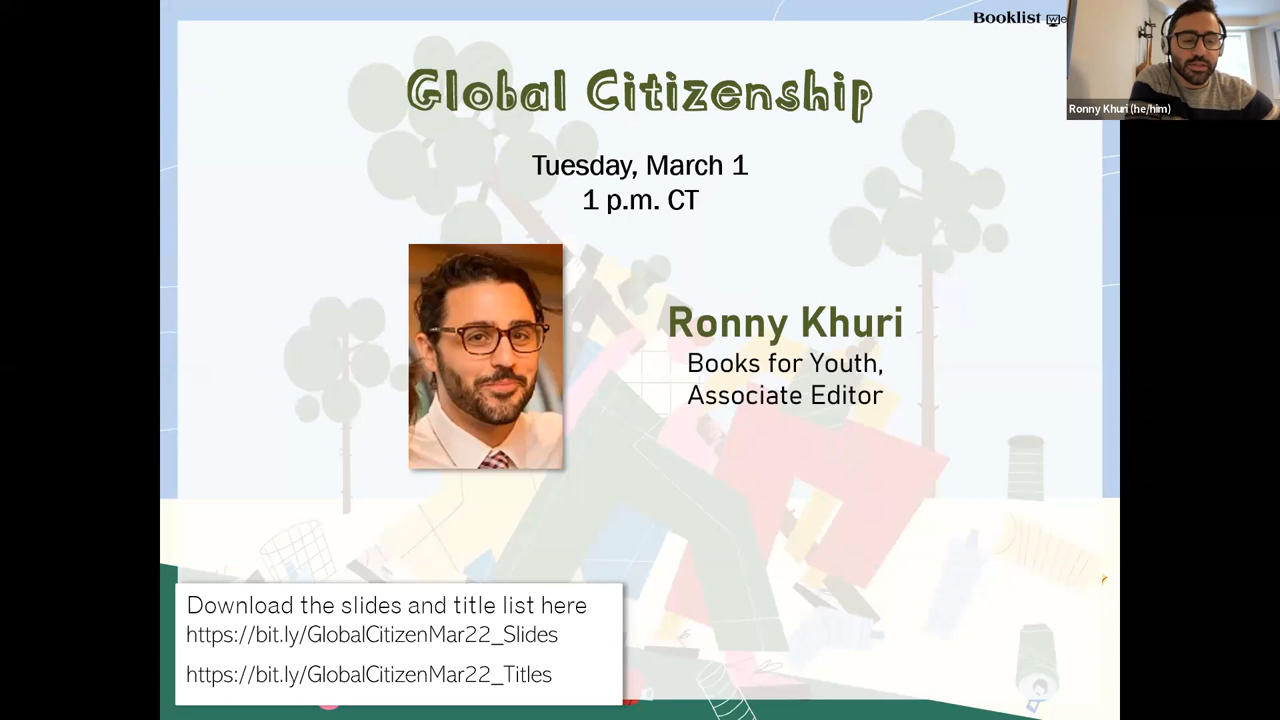 Booklist we
Ronny Khuri (he/him)
Global Citizenship
Tuesday, March 1
1 p.m. CT
Ronny Khuri
Books for Youth,
Associate Editor
Download the slides and title list here
https://bit.ly/GlobalCitizenMar22_Slides
https://bit.ly/GlobalCitizenMar22_Titles